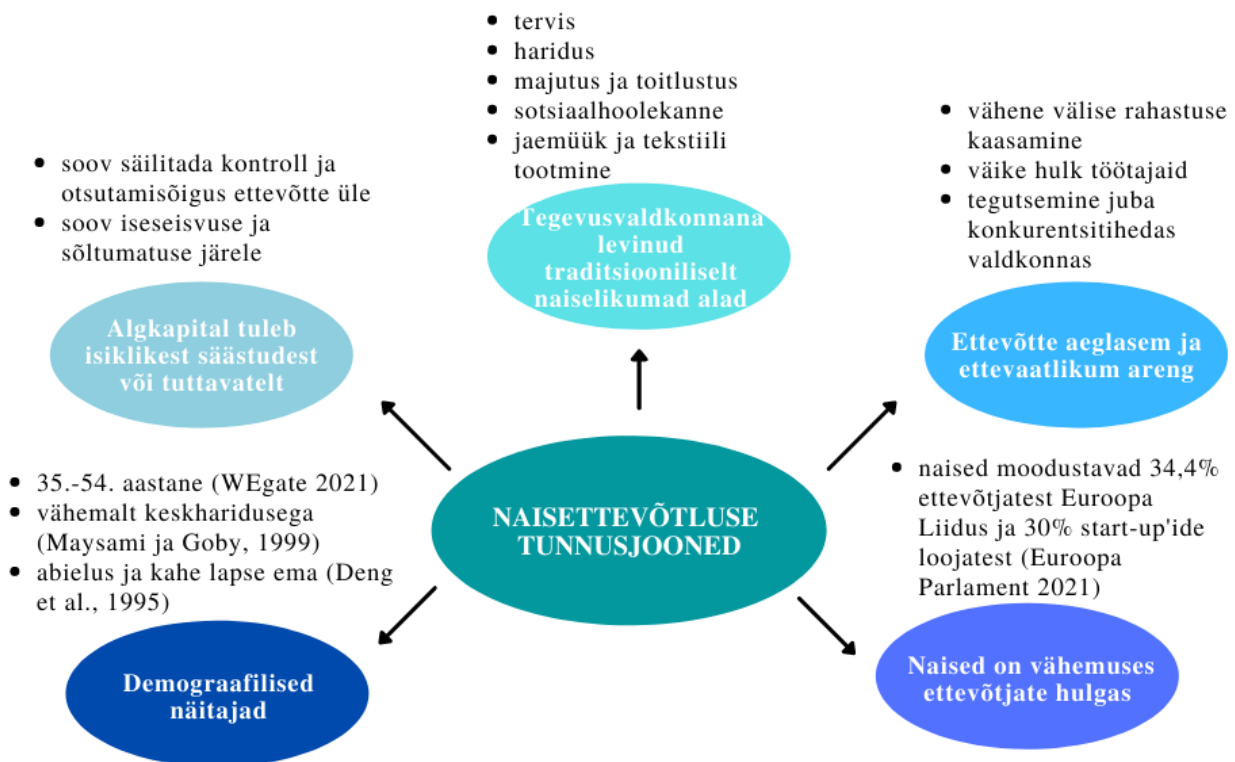 tervis
haridus
majutus ja toitlustus
sotsiaalhoolekanne
jaemüük ja tekstiili
tootmine
Tegevusvaldkonnana
levinud
traditsiooniliselt
naiselikumad alad
soov säilitada kontroll ja
otsutamisõigus ettevõtte üle
soov iseseisvuse ja
sõltumatuse järele
Algkapital tuleb
isiklikest säästudest
või tuttavatelt
vähene välise rahastuse
kaasamine
väike hulk töötajaid
tegutsemine juba
konkurentsitihedas
valdkonnas
Ettevõtte aeglasem ja
ettevaatlikum areng
NAISETTEVÕTLUSE
TUNNUSJOONED
35.-54. aastane (WEgate 2021)
vähemalt keskharidusega
(Maysami ja Goby, 1999)
abielus ja kahe lapse ema (Deng
et al., 1995)
Demograafilised
näitajad
naised moodustavad 34,4%
ettevõtjatest Euroopa
Liidus ja 30% start-up'ide
loojatest (Euroopa
Parlament 2021)
Naised on vähemuses
ettevõtjate hulgas